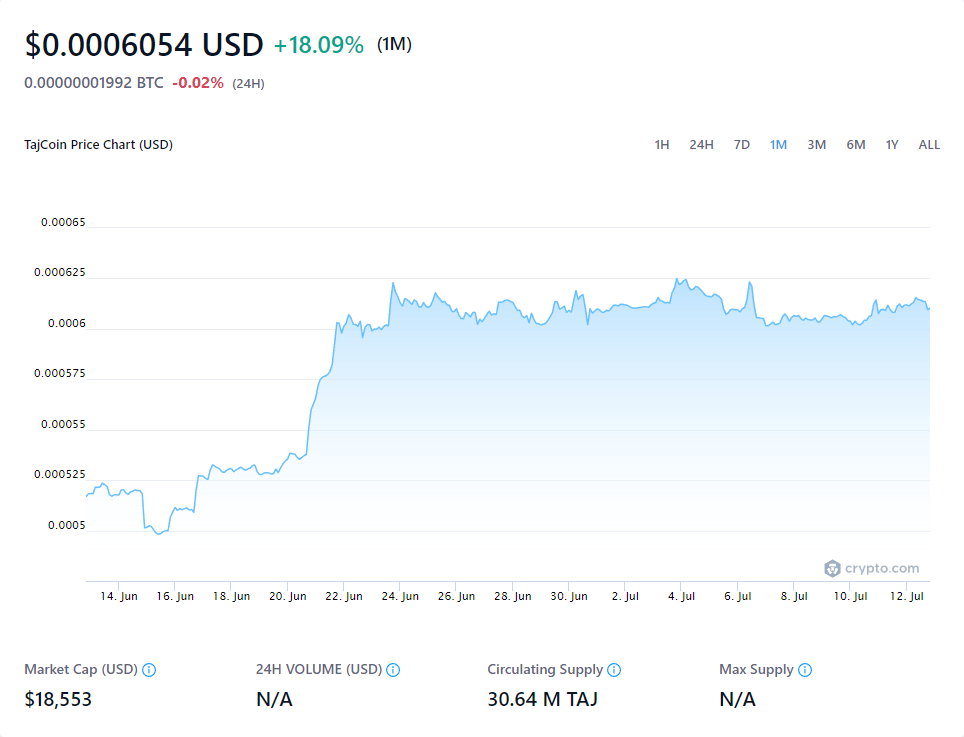 $0.0006054 USD +18.09% (1M)
0.00000001992 BTC -0.02% (24H)
TajCoin Price Chart (USD) 1H 24H 7D 1M 3M 6M 1Y ALL
0.00065
0.000625
0.0006
0.000575
0.00055
0.000525
0.0005
crypto.com
14. Jun 16. Jun 18. Jun 20. Jun 22. Jun 24. Jun 26. Jun 28. Jun 30. Jun 2. Jul 4. Jul 6. Jul 8. Jul 10. Jul 12. Jul
Market Cap (USD) 24H VOLUME (USD) Circulating Supply Max Supply
$18,553 N/A 30.64 M TAJ N/A